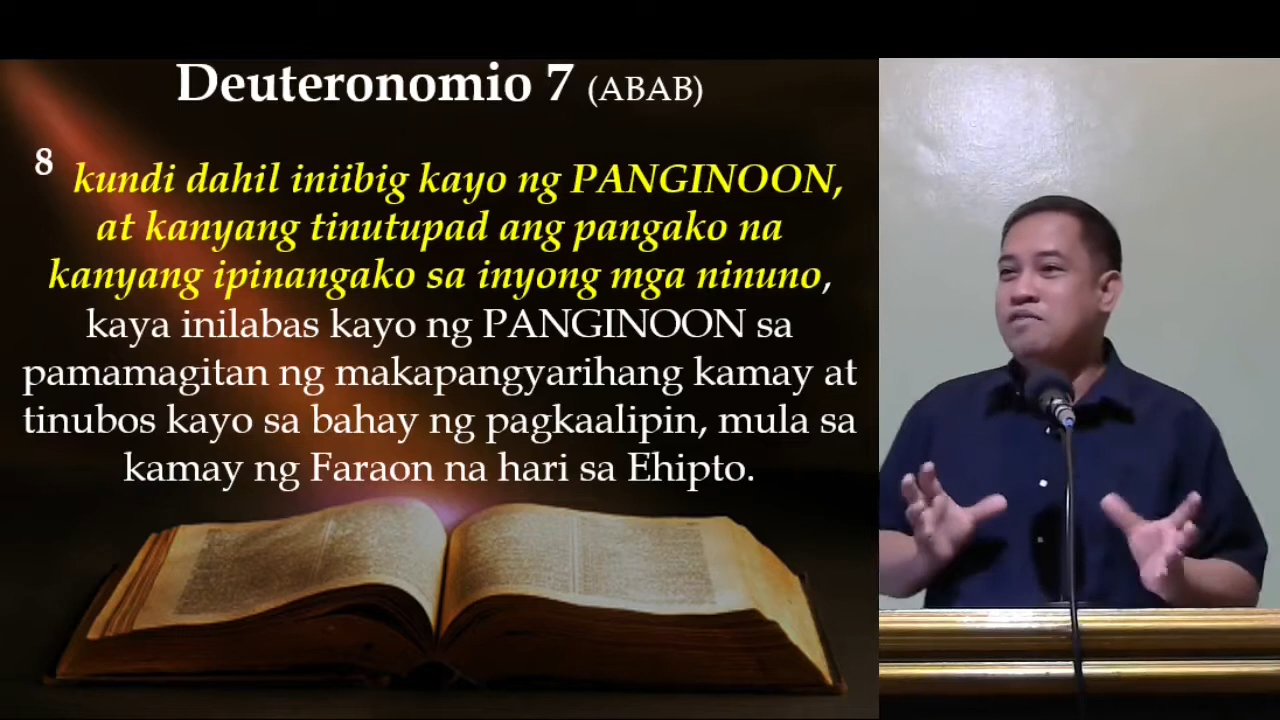 Deuteronomio 7 (ABAB)
8 kundi dahil iniibig kayo ng PANGINOON,
at kanyang tinutupad ang pangako na
kanyang ipinangako sa inyong mga ninuno,
kaya inilabas kayo ng PANGINOON sa
pamamagitan ng makapangyarihang kamay at
tinubos kayo sa bahay ng pagkaalipin, mula sa
kamay ng Faraon na hari sa Ehipto.